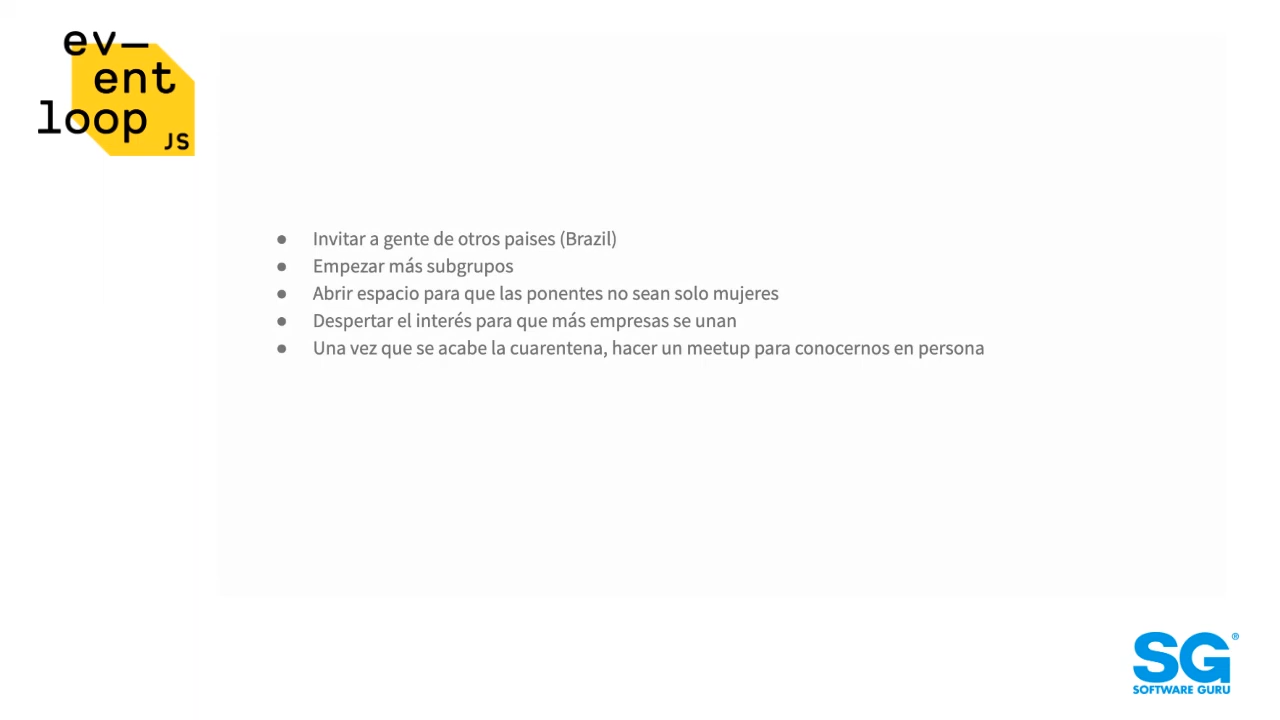 ev—
ent
loop
JS
● Invitar a gente de otros paises (Brazil)
● Empezar más subgrupos
● Abrir espacio para que las ponentes no sean solo mujeres
● Despertar el interés para que más empresas se unan
● Una vez que se acabe la cuarentena, hacer un meetup para conocernos en persona
SG®
SOFTWARE GURU